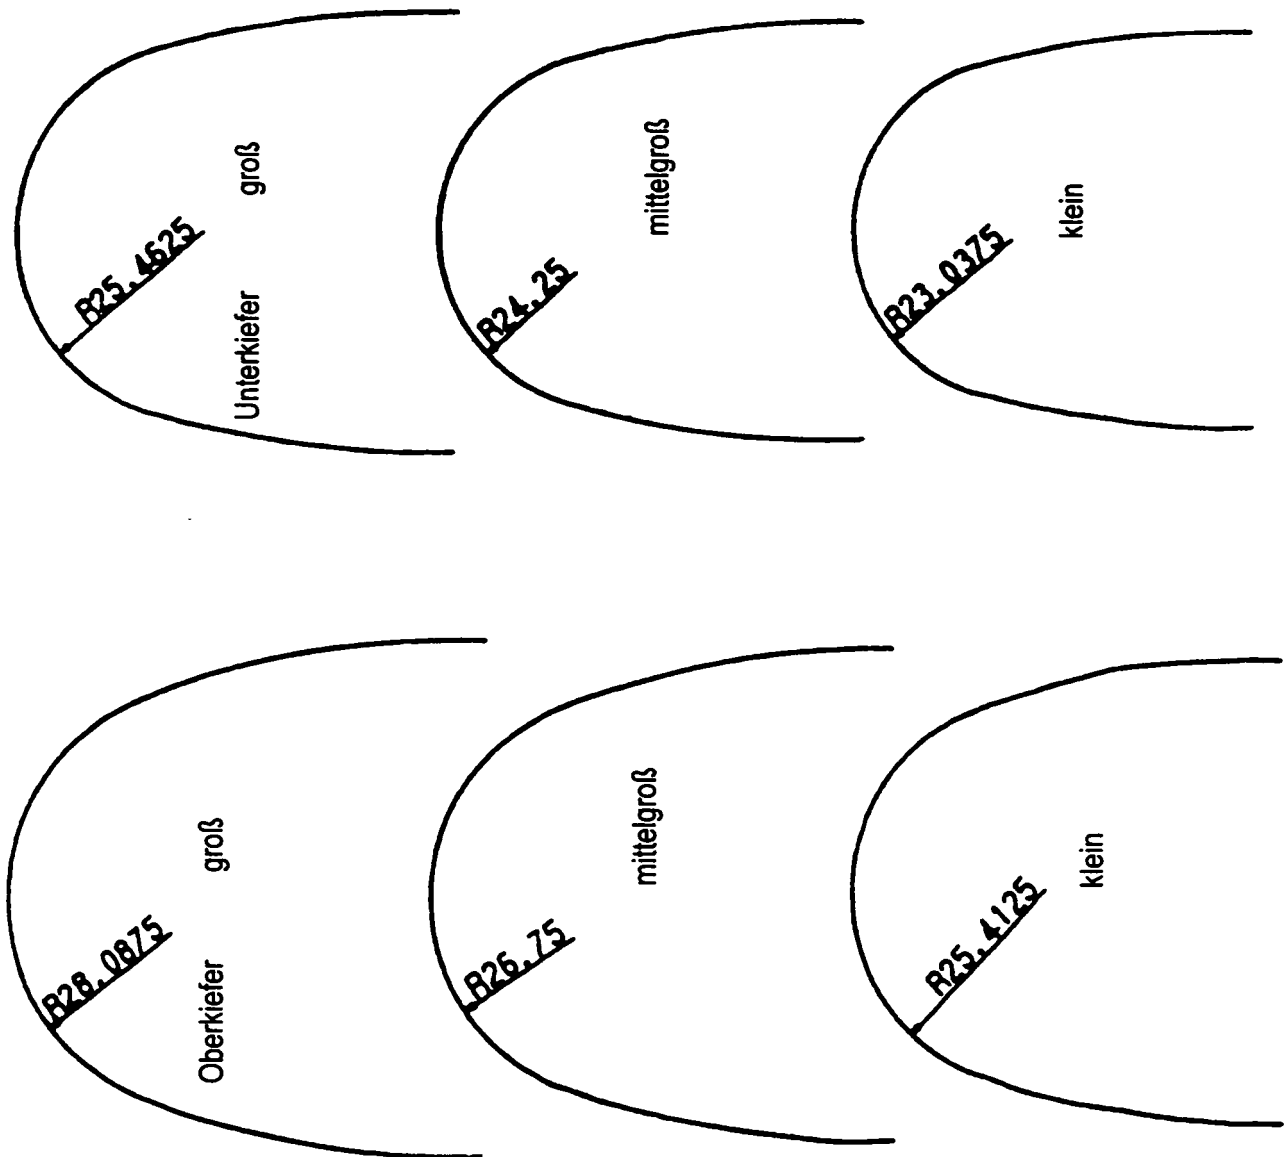 Unterkiefer groß
R25,4625
mittelgroß
R24,25
klein
R23,0375
Oberkiefer groß
R28,0875
mittelgroß
R26,75
klein
R25,4125